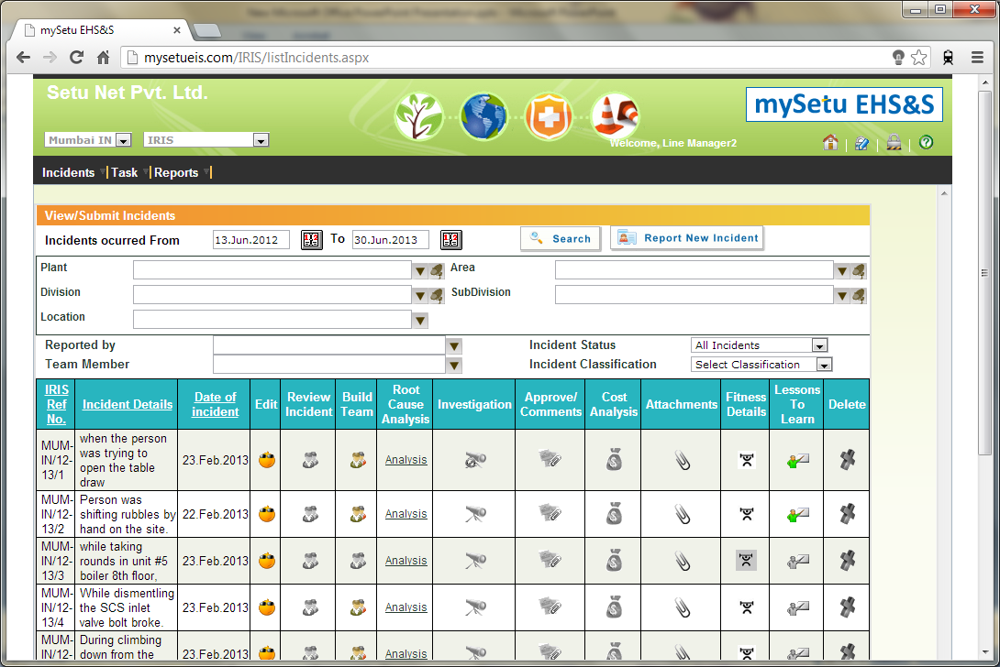 mySetu EHS&S
mysetueis.com/IRIS/listIncidents.aspx
Setu Net Pvt. Ltd.
mySetu EHS&S
Mumbai IN
IRIS
Welcome, Line Manager2
Incidents
Task
Reports
View/Submit Incidents
Incidents ocurred From 13.Jun.2012 To 30.Jun.2013 Search Report New Incident
Plant
Area
Division
SubDivision
Location
Reported by
Incident Status All Incidents
Team Member
Incident Classification Select Classification
IRIS
Ref
No.
Incident Details
Date of
incident
Edit
Review
Incident
Build
Team
Root
Cause
Analysis
Investigation
Approve/
Comments
Cost
Analysis
Attachments
Fitness
Details
Lessons
To
Learn
Delete
MUM-
IN/12-
13/1
when the person
was trying to
open the table
draw
23.Feb.2013
Analysis
MUM-
IN/12-
13/2
Person was
shifting rubbles by
hand on the site.
22.Feb.2013
Analysis
MUM-
IN/12-
13/3
while taking
rounds in unit #5
boiler 8th floor,
23.Feb.2013
Analysis
MUM-
IN/12-
13/4
While dismentling
the SCS inlet
valve bolt broke.
23.Feb.2013
Analysis
MUM-
IN/12-
During climbing
down from the
23.Feb.2013
Analysis